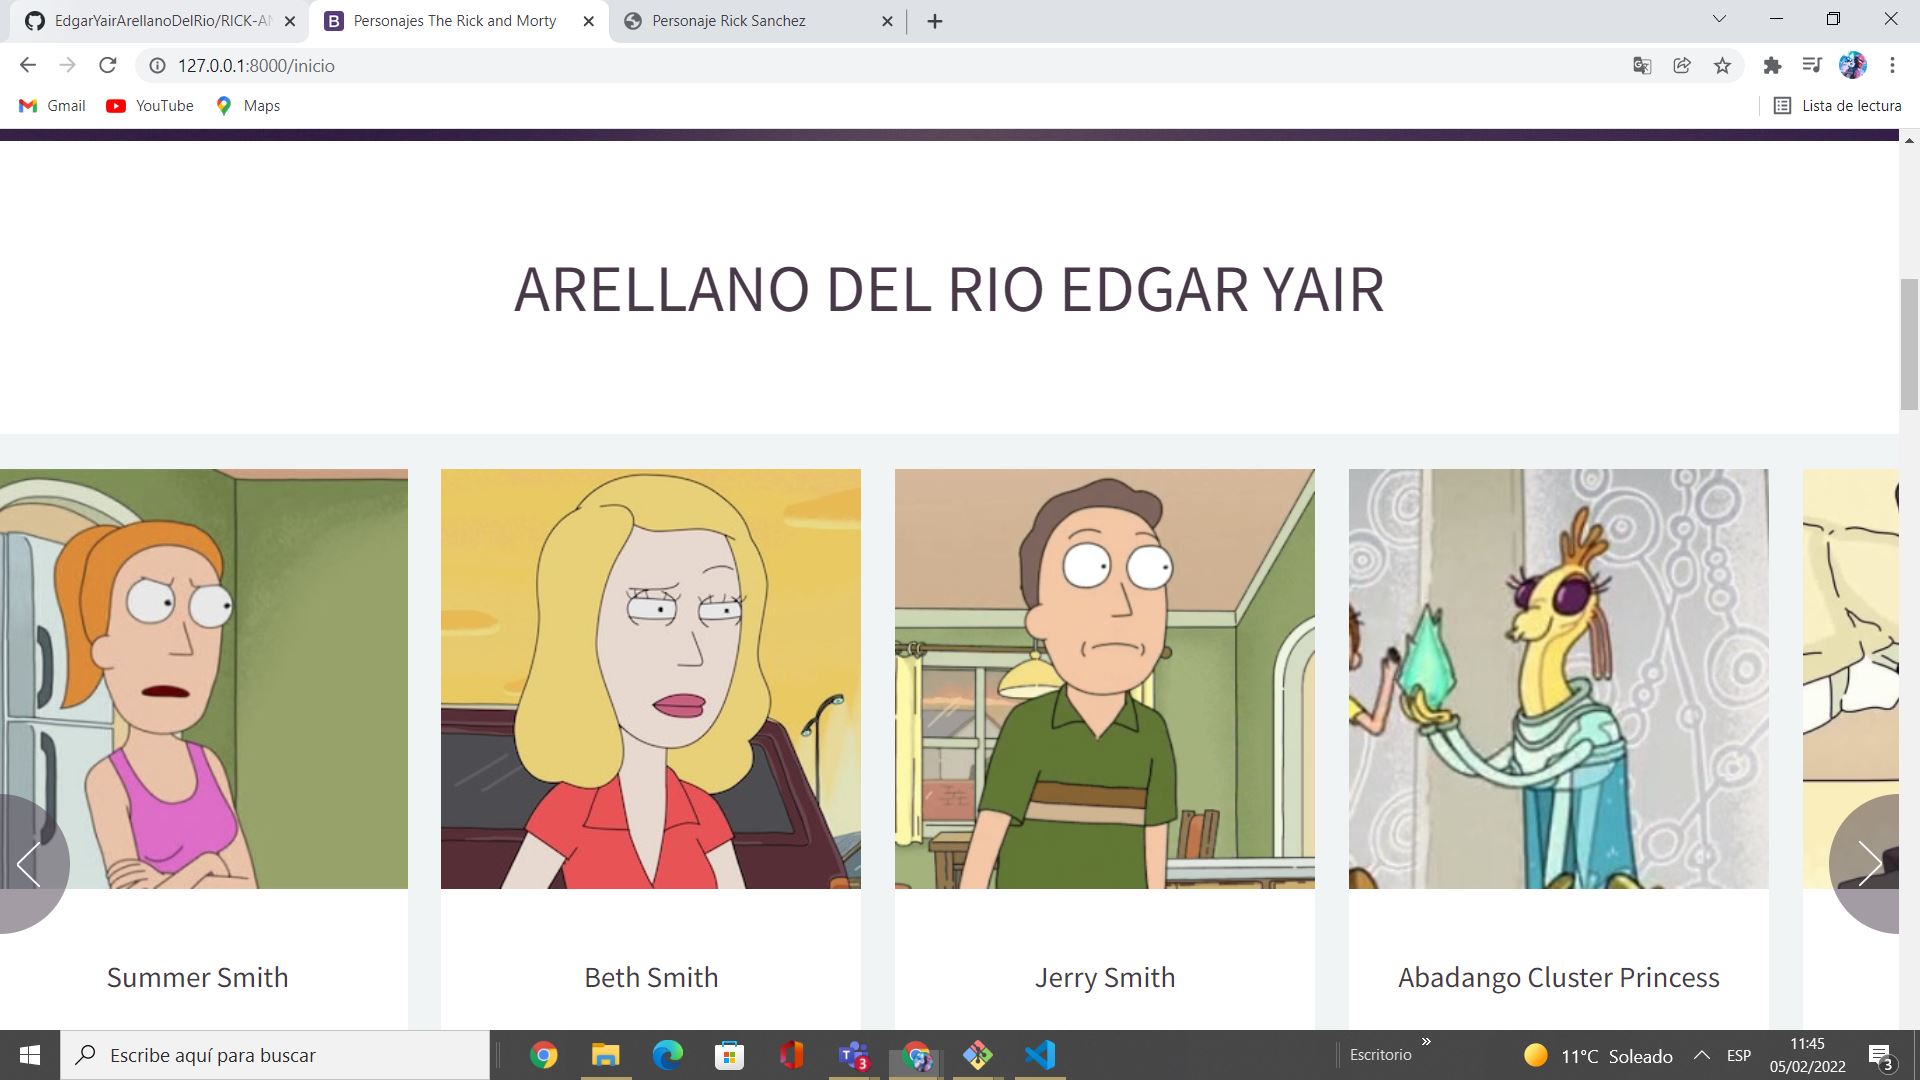 EdgarYairArellanoDelRio/RICK-AN
Personajes The Rick and Morty
Personaje Rick Sanchez
127.0.0.1:8000/inicio
Gmail
YouTube
Maps
Lista de lectura
ARELLANO DEL RIO EDGAR YAIR
Summer Smith
Beth Smith
Jerry Smith
Abadango Cluster Princess
Escribe aquí para buscar
3
Escritorio
11°C Soleado
ESP
11:45
05/02/2022
3